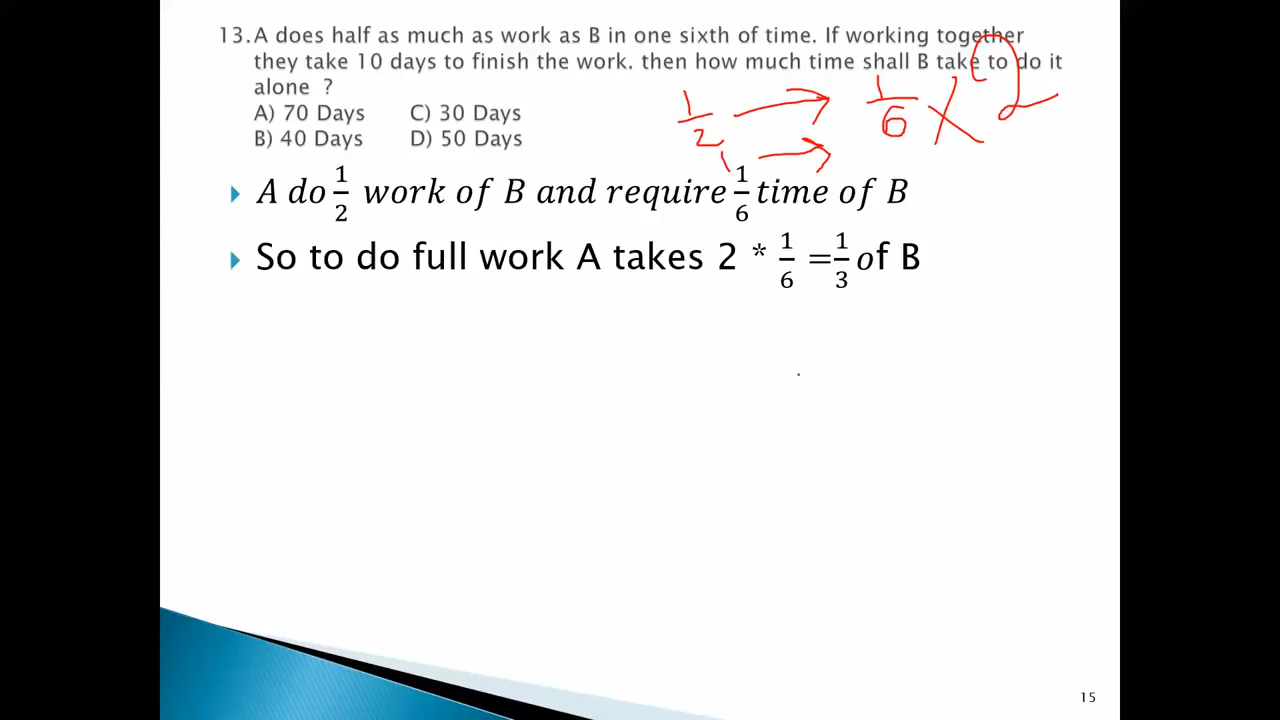 13. A does half as much as work as B in one sixth of time. If working together
they take 10 days to finish the work. then how much time shall B take to do it
alone ?
A) 70 Days C) 30 Days
B) 40 Days D) 50 Days
1/2 → 1/6 X 2
1 →
A do 1/2 work of B and require 1/6 time of B
So to do full work A takes 2 * 1/6 = 1/3 of B
15